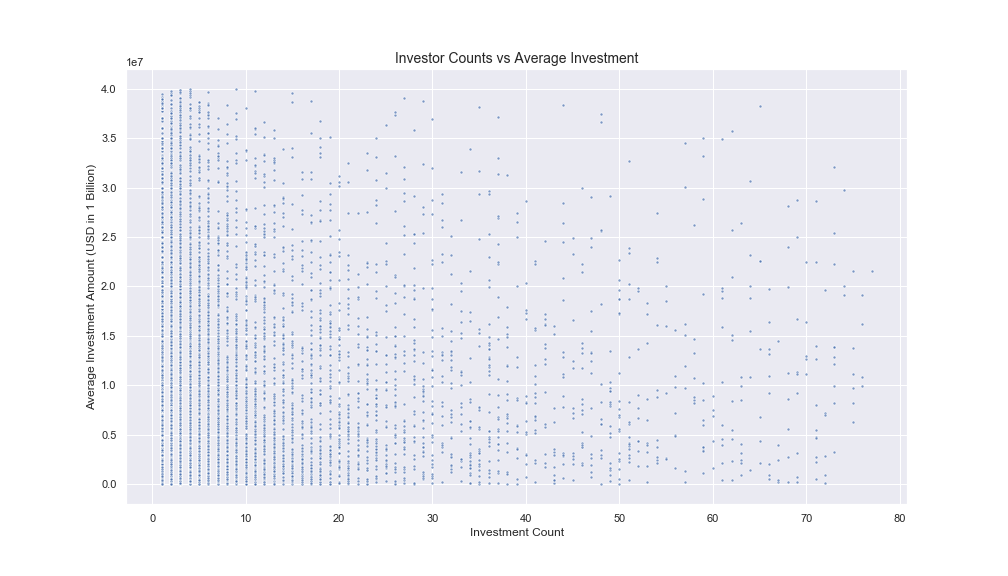 Investor Counts vs Average Investment
1e7
4.0
3.5
3.0
2.5
2.0
1.5
1.0
0.5
0.0
Average Investment Amount (USD in 1 Billion)
0 10 20 30 40 50 60 70 80
Investment Count